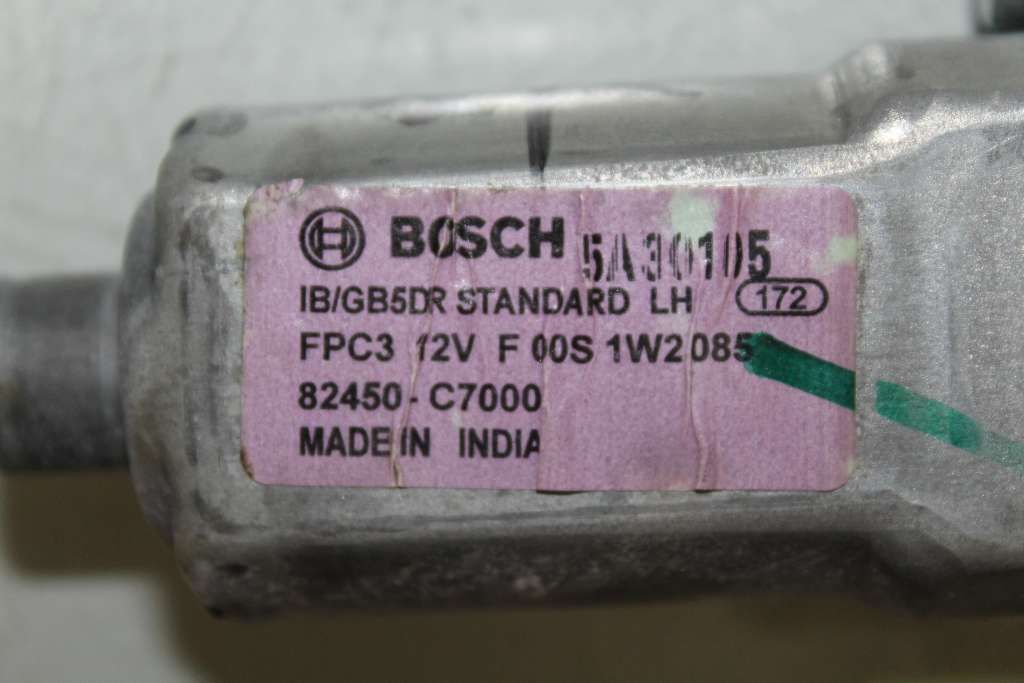 BOSCH 5A30105
IB/GB5DR STANDARD LH 172
FPC3 12V F 00S 1W2 085
82450 - C7000
MADE IN INDIA